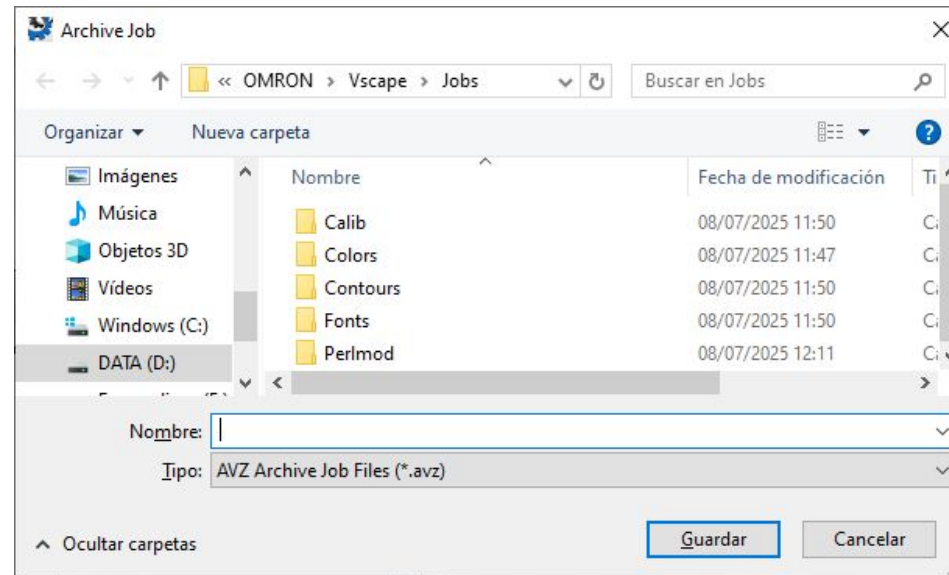 Archive Job
« OMRON > Vscape > Jobs
Buscar en Jobs
Organizar
Nueva carpeta
Imágenes
Música
Objetos 3D
Vídeos
Windows (C:)
DATA (D:)
Nombre Fecha de modificación Ti
Calib 08/07/2025 11:50
Colors 08/07/2025 11:47
Contours 08/07/2025 11:50
Fonts 08/07/2025 11:50
Perlmod 08/07/2025 12:11
Nombre:
Tipo: AVZ Archive Job Files (*.avz)
Ocultar carpetas
Guardar
Cancelar